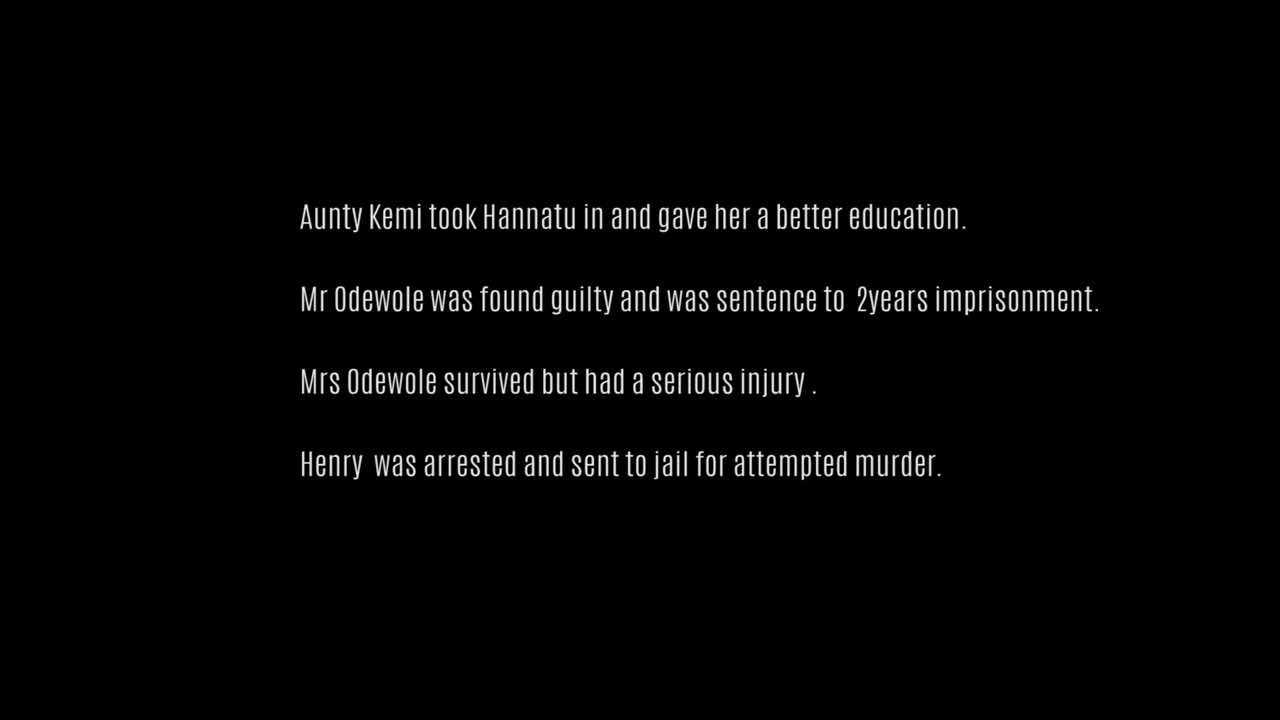 Aunty Kemi took Hannatu in and gave her a better education.
Mr Odewole was found guilty and was sentence to  2years imprisonment.
Mrs Odewole survived but had a serious injury .
Henry  was arrested and sent to jail for attempted murder.